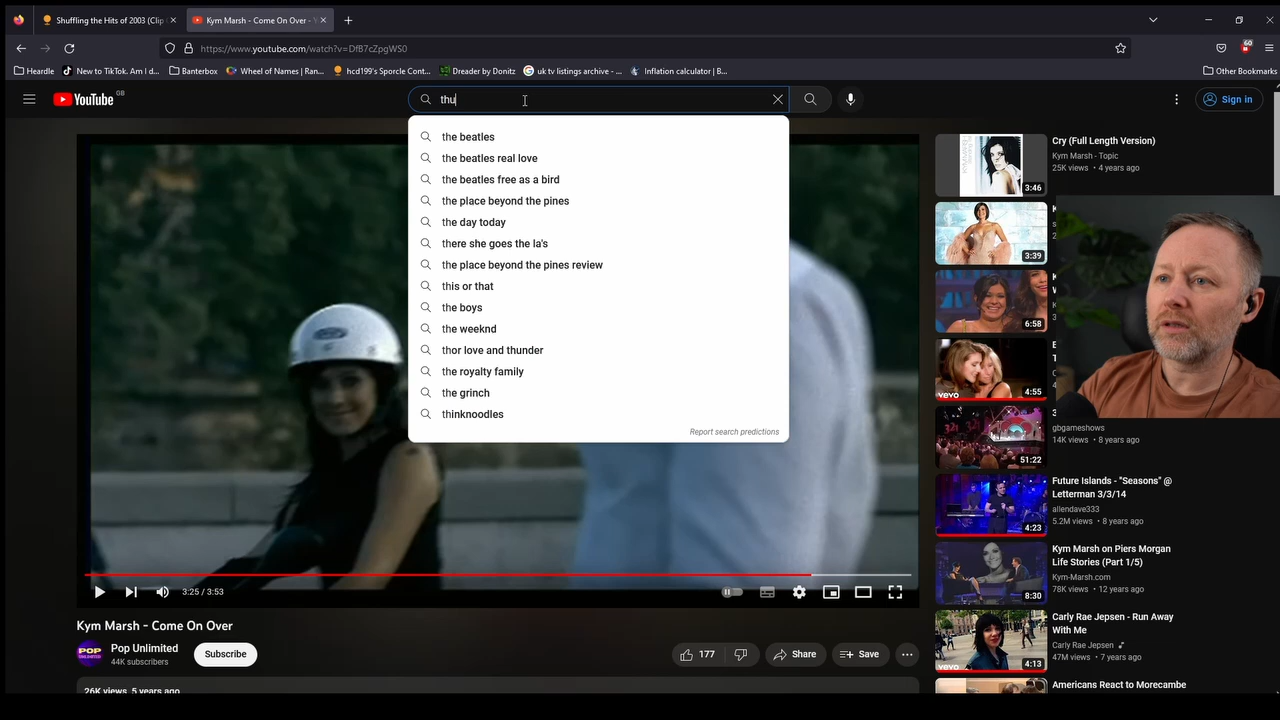 Shuffling the Hits of 2003 (Clip
Kym Marsh - Come On Over - Y
https://www.youtube.com/watch?v=DfB7cZpgWS0
60
Heardle
New to TikTok. Am I d...
Banterbox
Wheel of Names | Ran...
hcd199's Sporcle Cont...
Dreader by Donitz
uk tv listings archive - ...
Inflation calculator | B...
Other Bookmarks
YouTube GB
thu
Sign in
the beatles
the beatles real love
the beatles free as a bird
the place beyond the pines
the day today
there she goes the la's
the place beyond the pines review
this or that
the boys
the weeknd
thor love and thunder
the royalty family
the grinch
thinknoodles
Report search predictions
3:25 / 3:53
Kym Marsh - Come On Over
Pop Unlimited
44K subscribers
POP
Subscribe
177
Share
Save
26K views 5 years ago
Cry (Full Length Version)
Kym Marsh - Topic
25K views • 4 years ago
3:46
3:39
6:58
vevo
4:55
gbgameshows
14K views • 8 years ago
51:22
Future Islands - "Seasons" @
Letterman 3/3/14
allendave333
5.2M views • 8 years ago
4:23
Kym Marsh on Piers Morgan
Life Stories (Part 1/5)
Kym-Marsh.com
78K views • 12 years ago
8:30
Carly Rae Jepsen - Run Away
With Me
Carly Rae Jepsen
47M views • 7 years ago
vevo
4:13
Americans React to Morecambe